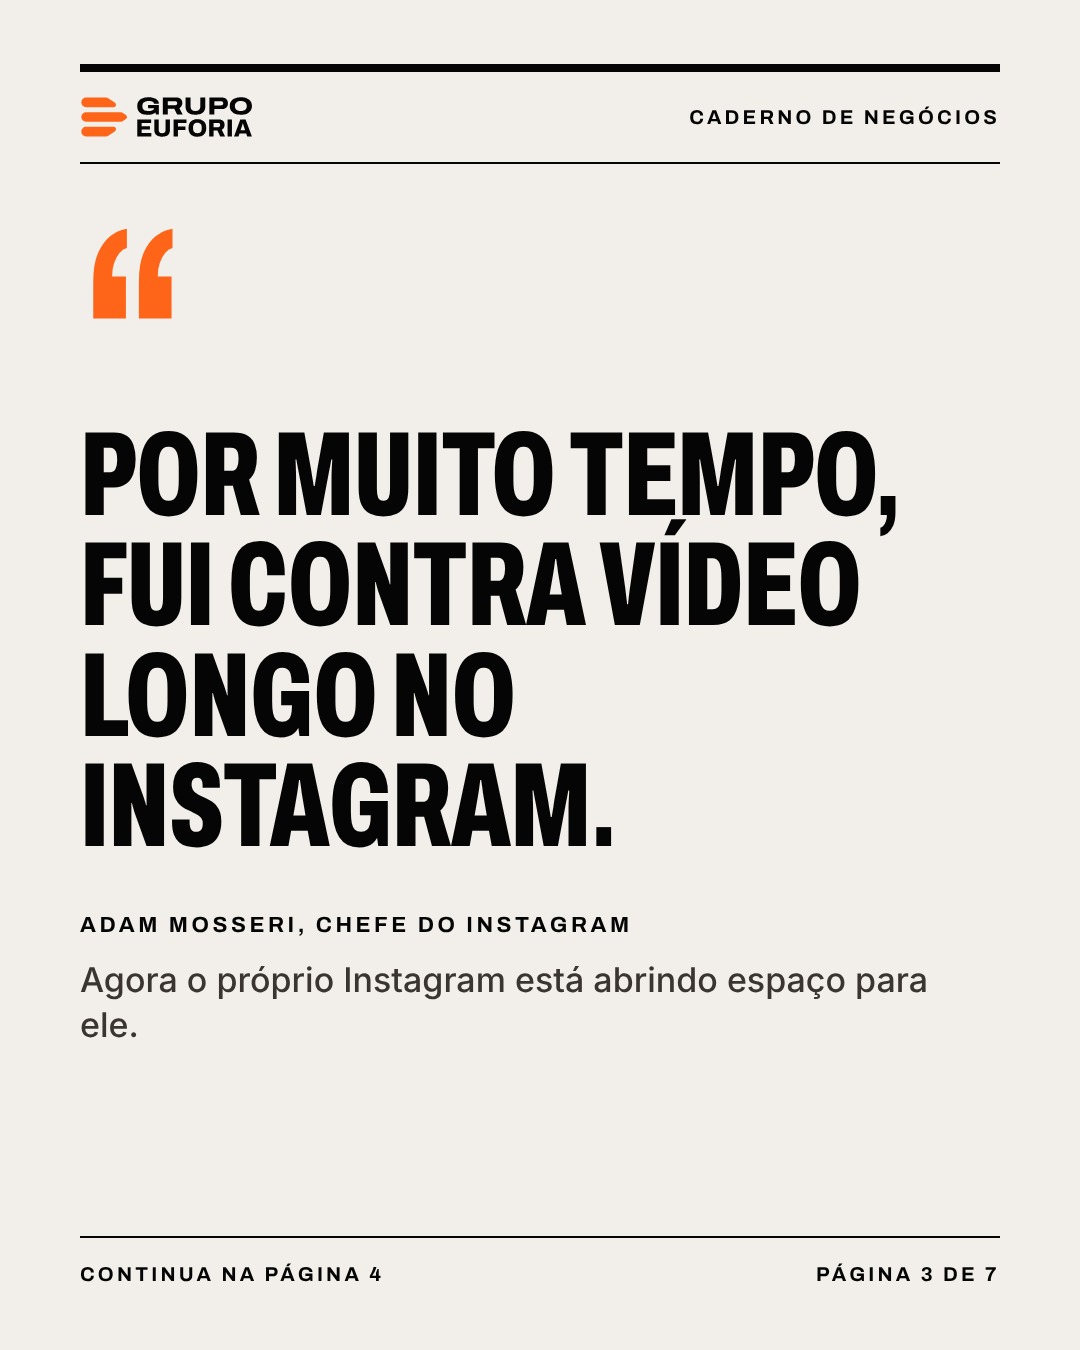 GRUPO
EUFORIA
CADERNO DE NEGÓCIOS
“
POR MUITO TEMPO,
FUI CONTRA VÍDEO
LONGO NO
INSTAGRAM.
ADAM MOSSERI, CHEFE DO INSTAGRAM
Agora o próprio Instagram está abrindo espaço para
ele.
CONTINUA NA PÁGINA 4
PÁGINA 3 DE 7